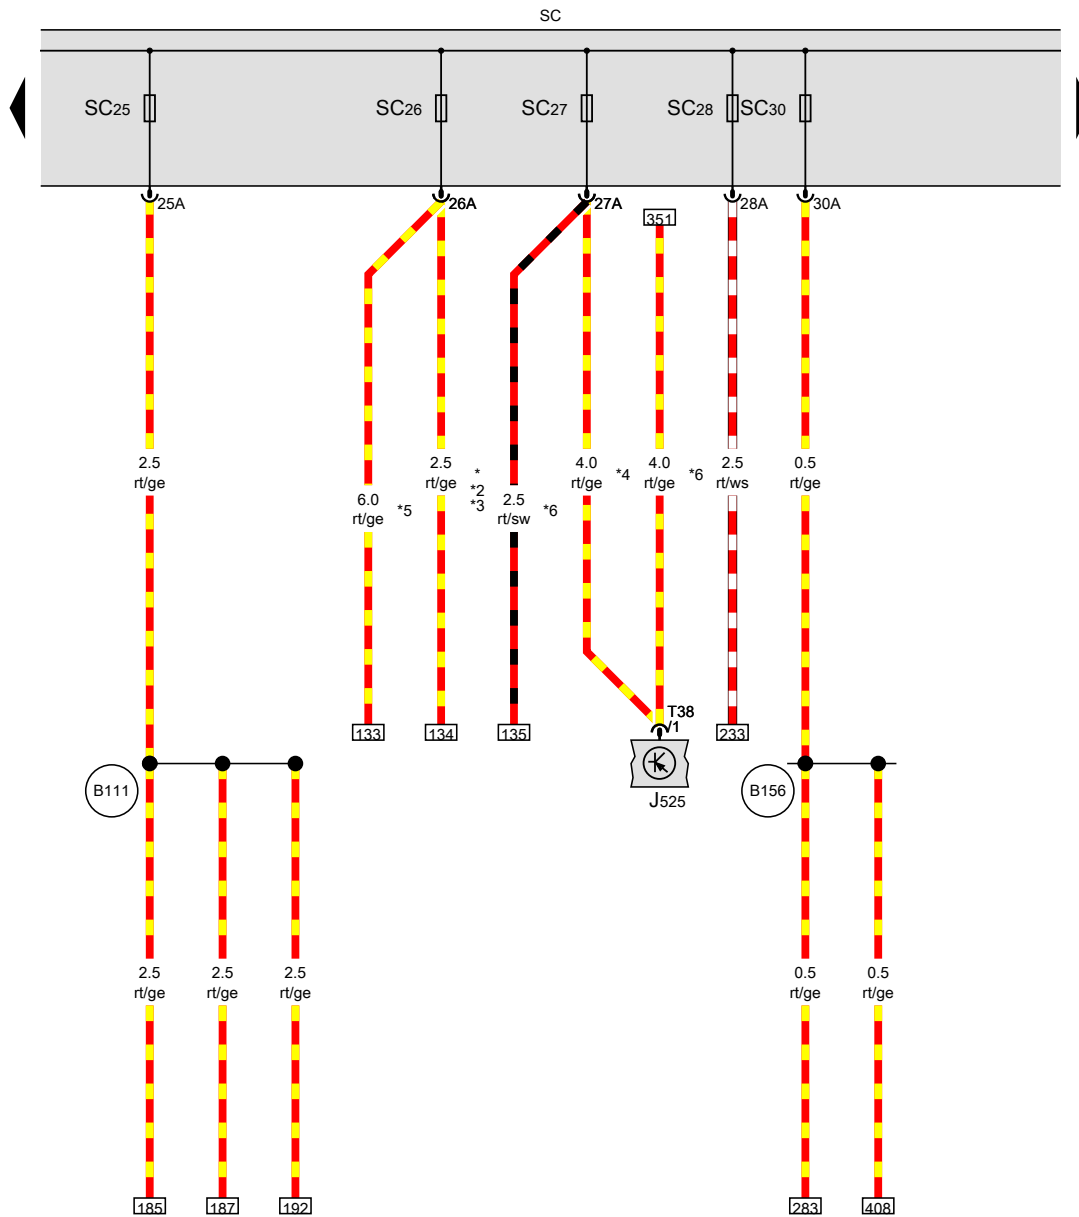 SC
SC25
SC26
SC27
SC28
SC30
25A
26A
27A
351
28A
30A
2.5
rt/ge
6.0
rt/ge
*5
2.5
rt/ge
*
*2
*3
2.5
rt/sw
*6
4.0
rt/ge
*4
4.0
rt/ge
*6
2.5
rt/ws
0.5
rt/ge
133
134
135
T38
/1
233
B111
J525
B156
2.5
rt/ge
2.5
rt/ge
2.5
rt/ge
0.5
rt/ge
0.5
rt/ge
185
187
192
283
408